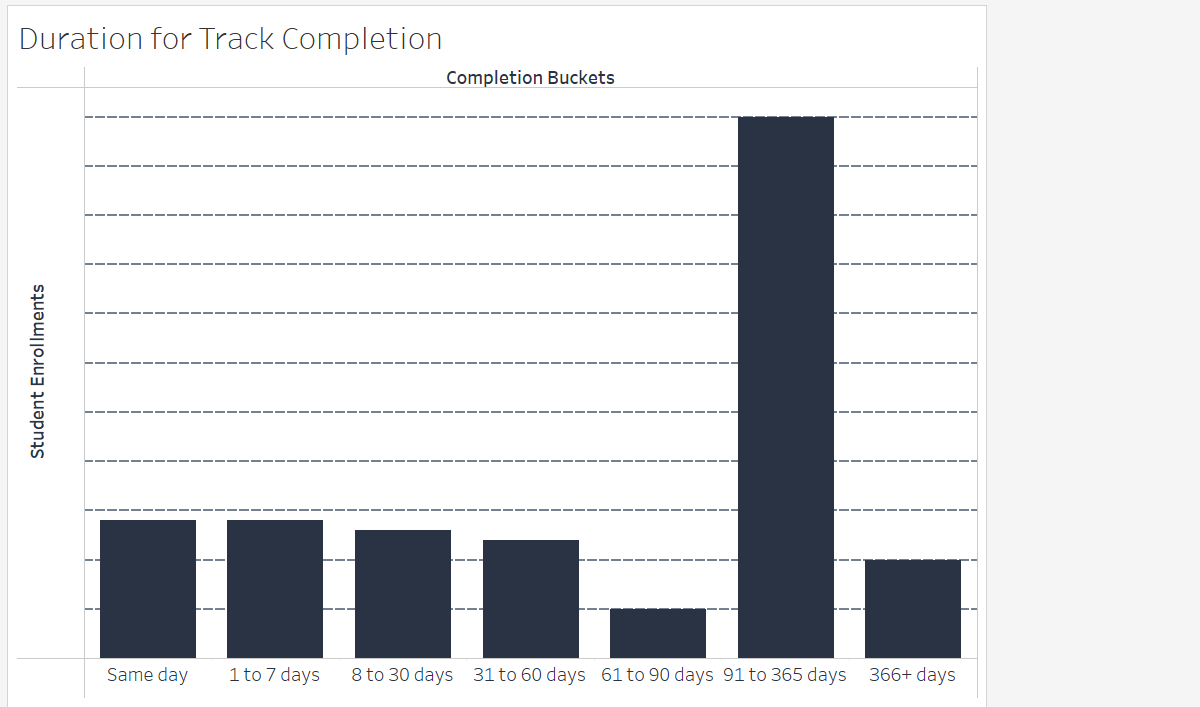 Duration for Track Completion
Completion Buckets
Student Enrollments
Same day 1 to 7 days 8 to 30 days 31 to 60 days 61 to 90 days 91 to 365 days 366+ days